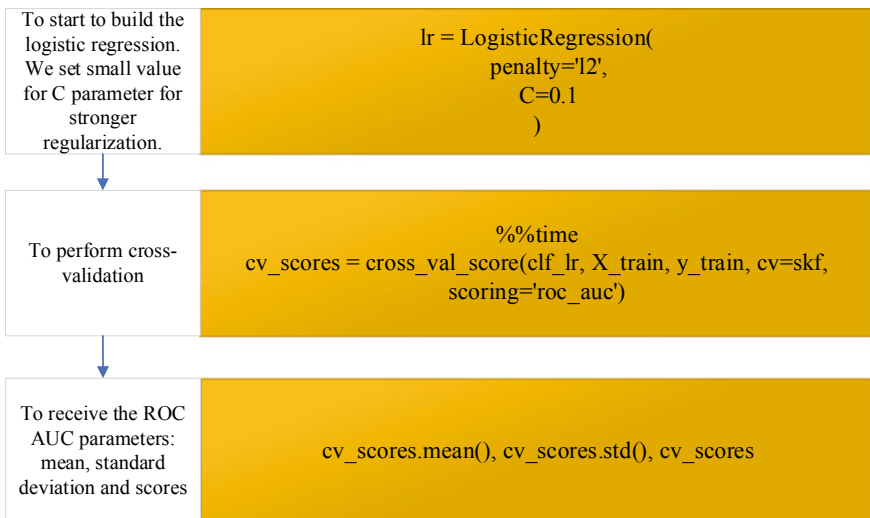 To start to build the
logistic regression.
We set small value
for C parameter for
stronger
regularization.
lr = LogisticRegression(
penalty='l2',
C=0.1
)
To perform cross-
validation
%%time
cv_scores = cross_val_score(clf_lr, X_train, y_train, cv=skf,
scoring='roc_auc')
To receive the ROC
AUC parameters:
mean, standard
deviation and scores
cv_scores.mean(), cv_scores.std(), cv_scores